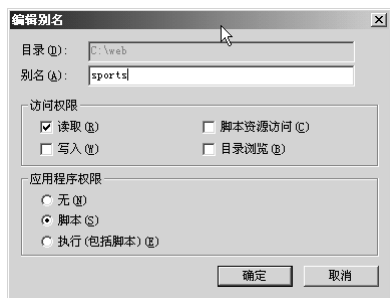 编辑别名
目录(D): C:\web
别名(A): sports
访问权限
读取(R) 脚本资源访问(C)
写入(W) 目录浏览(B)
应用程序权限
无(N)
脚本(S)
执行(包括脚本)(E)
确定 取消